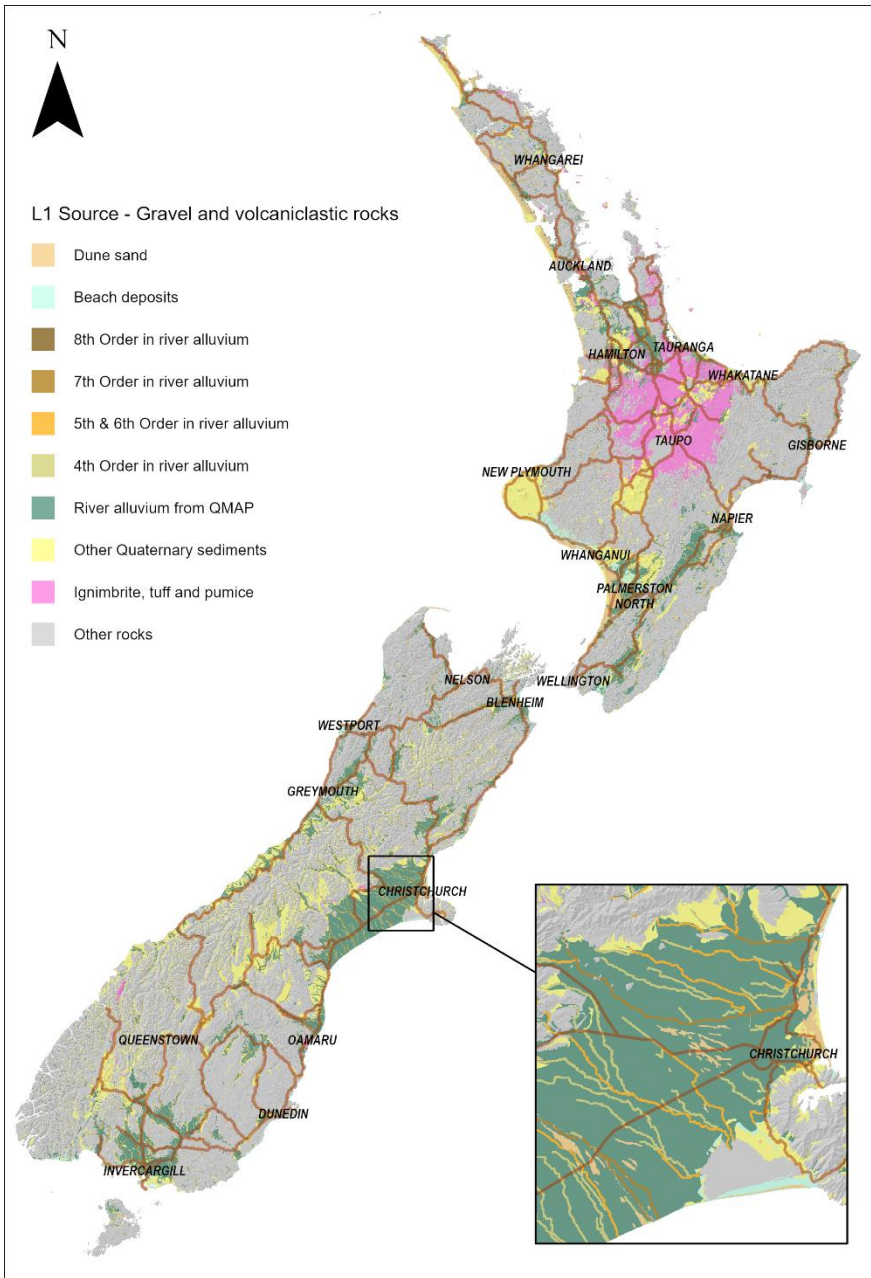 N
L1 Source - Gravel and volcaniclastic rocks
Dune sand
Beach deposits
8th Order in river alluvium
7th Order in river alluvium
5th & 6th Order in river alluvium
4th Order in river alluvium
River alluvium from QMAP
Other Quaternary sediments
Ignimbrite, tuff and pumice
Other rocks
WHANGAREI
AUCKLAND
HAMILTON
TAURANGA
WHAKATANE
TAUPO
GISBORNE
NEW PLYMOUTH
NAPIER
WHANGANUI
PALMERSTON
NORTH
WELLINGTON
NELSON
BLENHEIM
WESTPORT
GREYMOUTH
CHRISTCHURCH
QUEENSTOWN
OAMARU
DUNEDIN
INVERCARGILL
CHRISTCHURCH